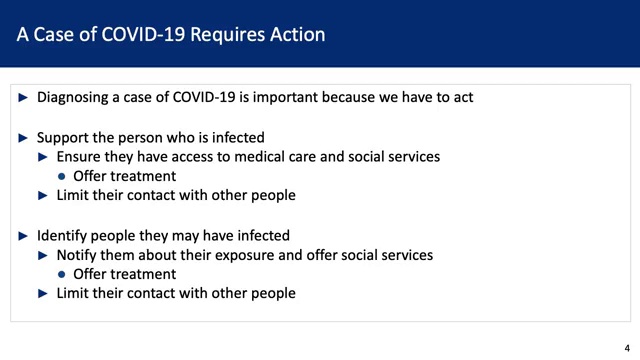 A Case of COVID-19 Requires Action
► Diagnosing a case of COVID-19 is important because we have to act
► Support the person who is infected
► Ensure they have access to medical care and social services
● Offer treatment
► Limit their contact with other people
► Identify people they may have infected
► Notify them about their exposure and offer social services
● Offer treatment
► Limit their contact with other people
4